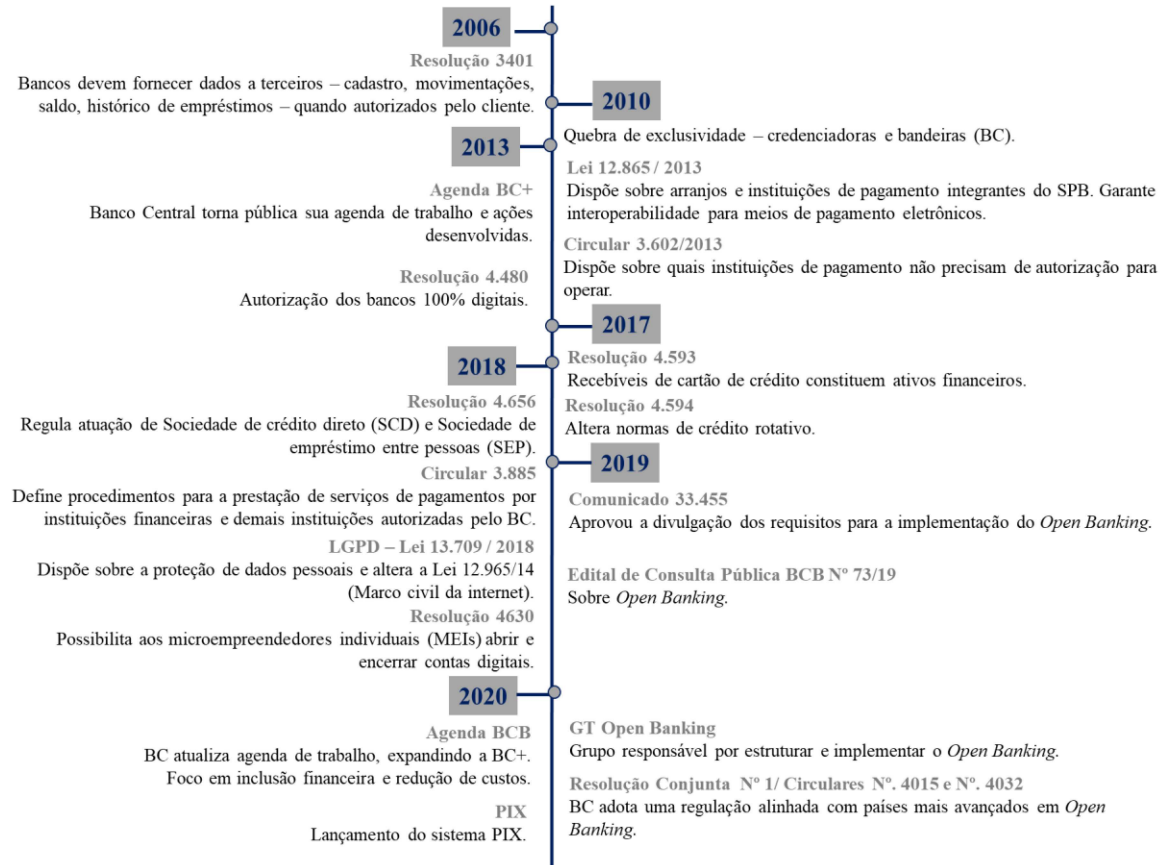 2006
Resolução 3401
Bancos devem fornecer dados a terceiros – cadastro, movimentações,
saldo, histórico de empréstimos – quando autorizados pelo cliente.
2010
Quebra de exclusividade – credenciadoras e bandeiras (BC).
2013
Lei 12.865 / 2013
Dispõe sobre arranjos e instituições de pagamento integrantes do SPB. Garante
interoperabilidade para meios de pagamento eletrônicos.
Agenda BC+
Banco Central torna pública sua agenda de trabalho e ações
desenvolvidas.
Circular 3.602/2013
Dispõe sobre quais instituições de pagamento não precisam de autorização para
operar.
Resolução 4.480
Autorização dos bancos 100% digitais.
2017
Resolução 4.593
Recebíveis de cartão de crédito constituem ativos financeiros.
Resolução 4.594
Altera normas de crédito rotativo.
2018
Resolução 4.656
Regula atuação de Sociedade de crédito direto (SCD) e Sociedade de
empréstimo entre pessoas (SEP).
Circular 3.885
Define procedimentos para a prestação de serviços de pagamentos por
instituições financeiras e demais instituições autorizadas pelo BC.
LGPD – Lei 13.709 / 2018
Dispõe sobre a proteção de dados pessoais e altera a Lei 12.965/14
(Marco civil da internet).
Resolução 4630
Possibilita aos microempreendedores individuais (MEIs) abrir e
encerrar contas digitais.
2019
Comunicado 33.455
Aprovou a divulgação dos requisitos para a implementação do Open Banking.
Edital de Consulta Pública BCB Nº 73/19
Sobre Open Banking.
2020
Agenda BCB
BC atualiza agenda de trabalho, expandindo a BC+.
Foco em inclusão financeira e redução de custos.
PIX
Lançamento do sistema PIX.
GT Open Banking
Grupo responsável por estruturar e implementar o Open Banking.
Resolução Conjunta Nº 1/ Circulares Nº. 4015 e Nº. 4032
BC adota uma regulação alinhada com países mais avançados em Open
Banking.